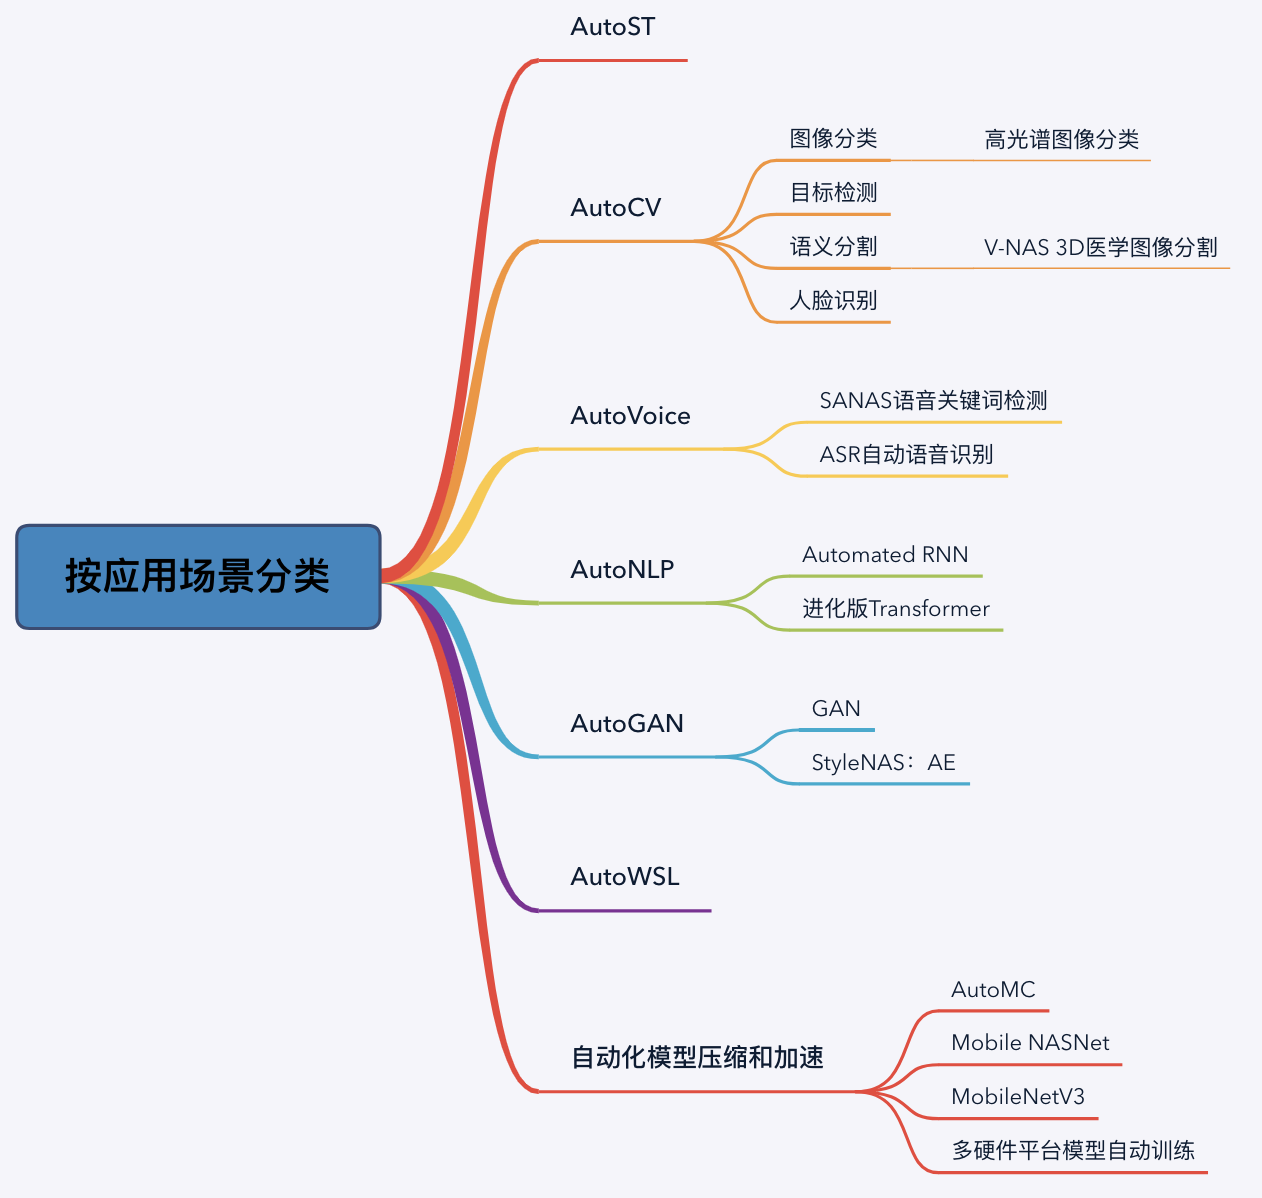 按应用场景分类
AutoST
AutoCV
图像分类
高光谱图像分类
目标检测
语义分割
V-NAS 3D医学图像分割
人脸识别
AutoVoice
SANAS语音关键词检测
ASR自动语音识别
AutoNLP
Automated RNN
进化版Transformer
AutoGAN
GAN
StyleNAS：AE
AutoWSL
自动化模型压缩和加速
AutoMC
Mobile NASNet
MobileNetV3
多硬件平台模型自动训练